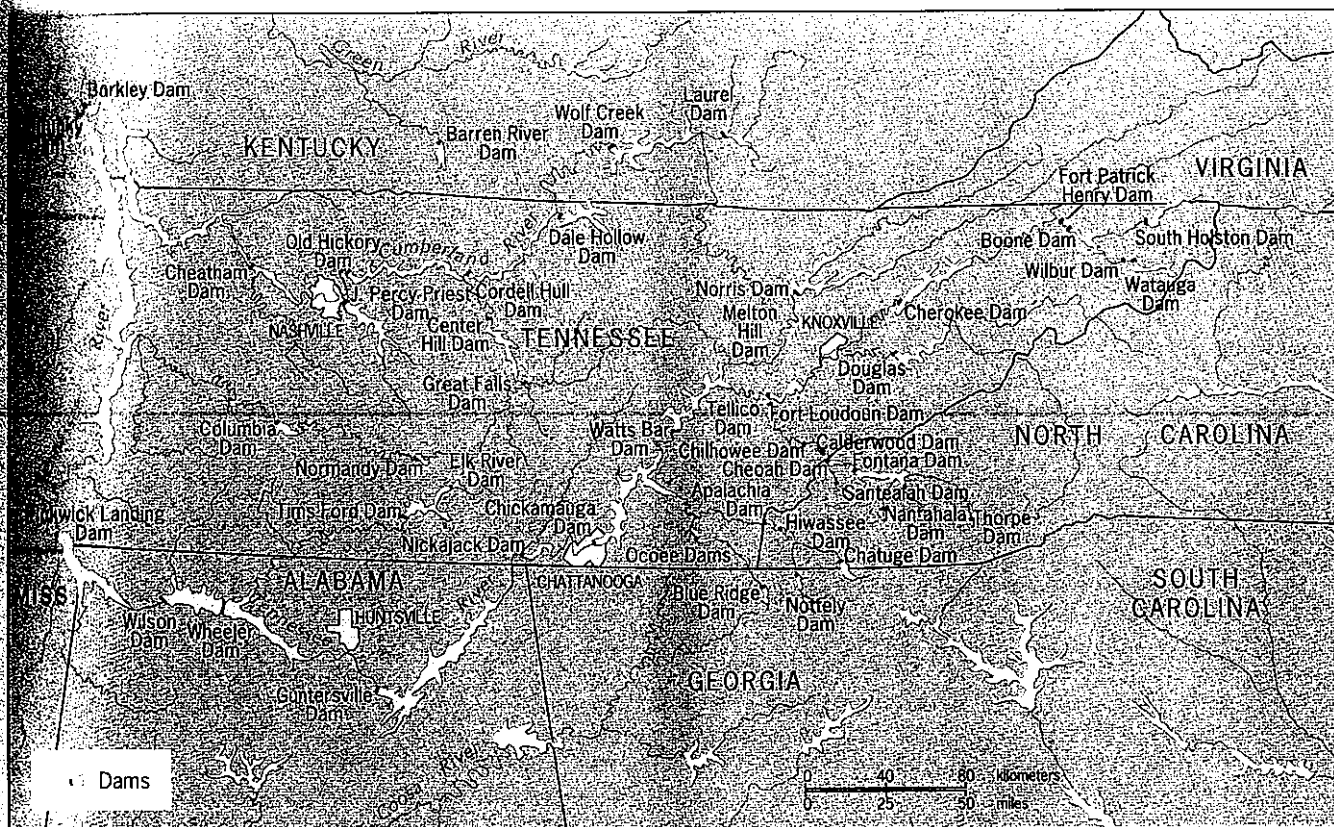 Green
River
Barkley Dam
Laurel
Dam
Wolf Creek
Dam
Barren River
Dam
KENTUCKY
VIRGINIA
Fort Patrick
Henry Dam
Old Hickory
Dam
Cumberland
River
Dale Hollow
Dam
Boone Dam
South Holston Dam
Cheatham
Dam
Wilbur Dam
Watauga
Dam
J. Percy Priest
Dam
Cordell Hull
Dam
Norris Dam
NASHVILLE
Center
Hill Dam
TENNESSEE
Melton
Hill
Dam
KNOXVILLE
Cherokee Dam
River
Douglas
Dam
Great Falls
Dam
Tellico
Dam
Fort Loudoun Dam
Columbia
Dam
Watts Bar
Dam
NORTH CAROLINA
Chilhowee Dam
Calderwood Dam
Cheoah Dam
Fontana Dam
Normandy Dam
Elk River
Dam
Apalachia
Dam
Santealah Dam
Nantahala
Dam
Thorpe
Dam
Tims Ford Dam
Chickamauga
Dam
Hiwassee
Dam
Pickwick Landing
Dam
Nickajack Dam
Ocoee Dams
Chatuge Dam
CHATTANOOGA
ALABAMA
MISS.
Blue Ridge
Dam
Nottely
Dam
SOUTH
CAROLINA
Wilson
Dam
Wheeler
Dam
HUNTSVILLE
River
GEORGIA
Guntersville
Dam
Coosa
River
Dams
0 40 80 kilometers
0 25 50 miles